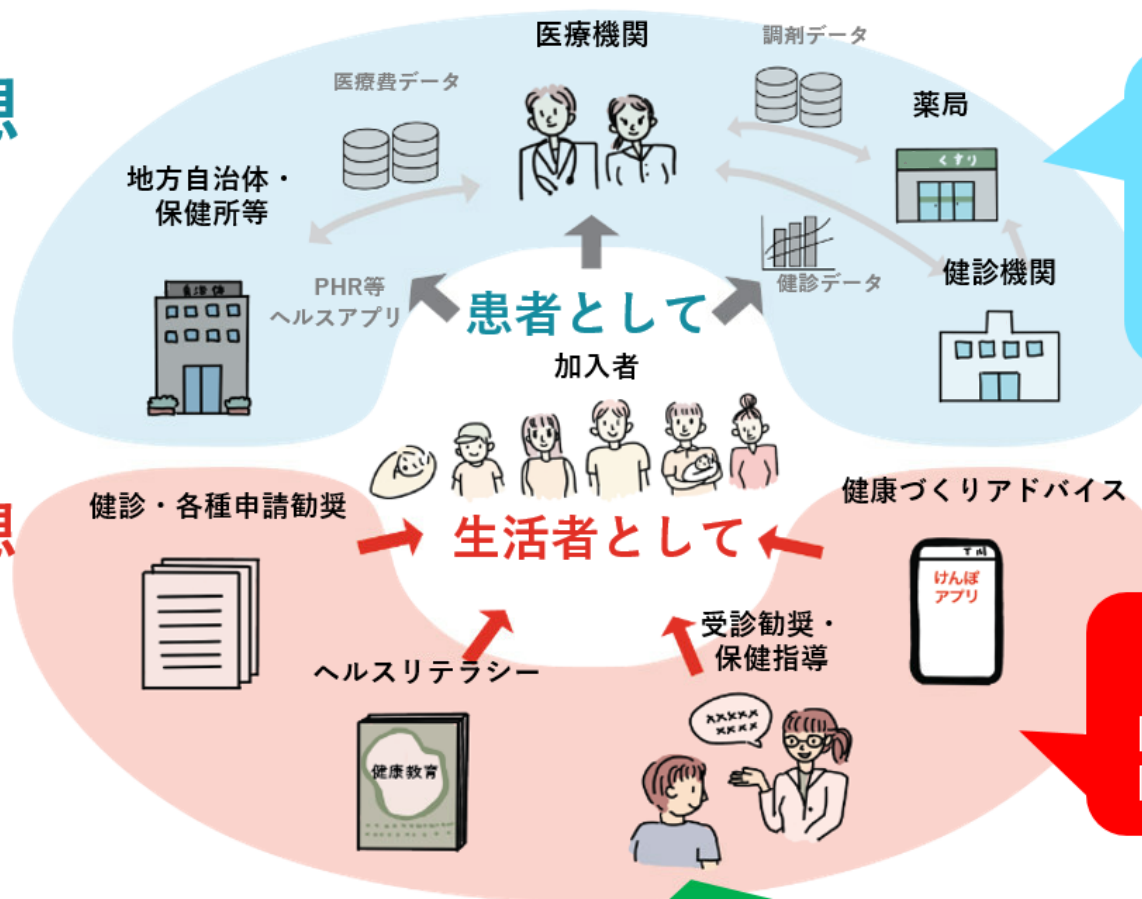 想
医療機関
調剤データ
医療費データ
薬局
くすり
地方自治体・
保健所等
自治体
健診機関
健診データ
PHR等
ヘルスアプリ
患者として
加入者
想
健診・各種申請勧奨
生活者として
健康づくりアドバイス
けんぽ
アプリ
受診勧奨・
保健指導
ヘルスリテラシー
xxxxx
xxxx
健康教育